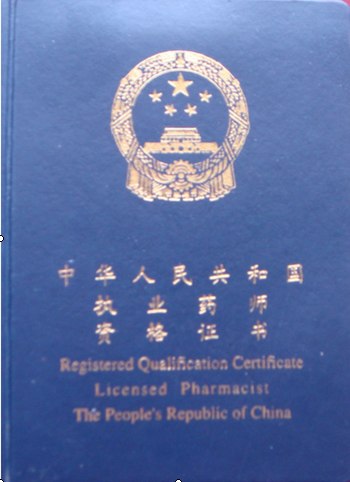 中华人民共和国
执业药师
资格证书
Registered Qualification Certificate
Licensed Pharmacist
The People's Republic of China